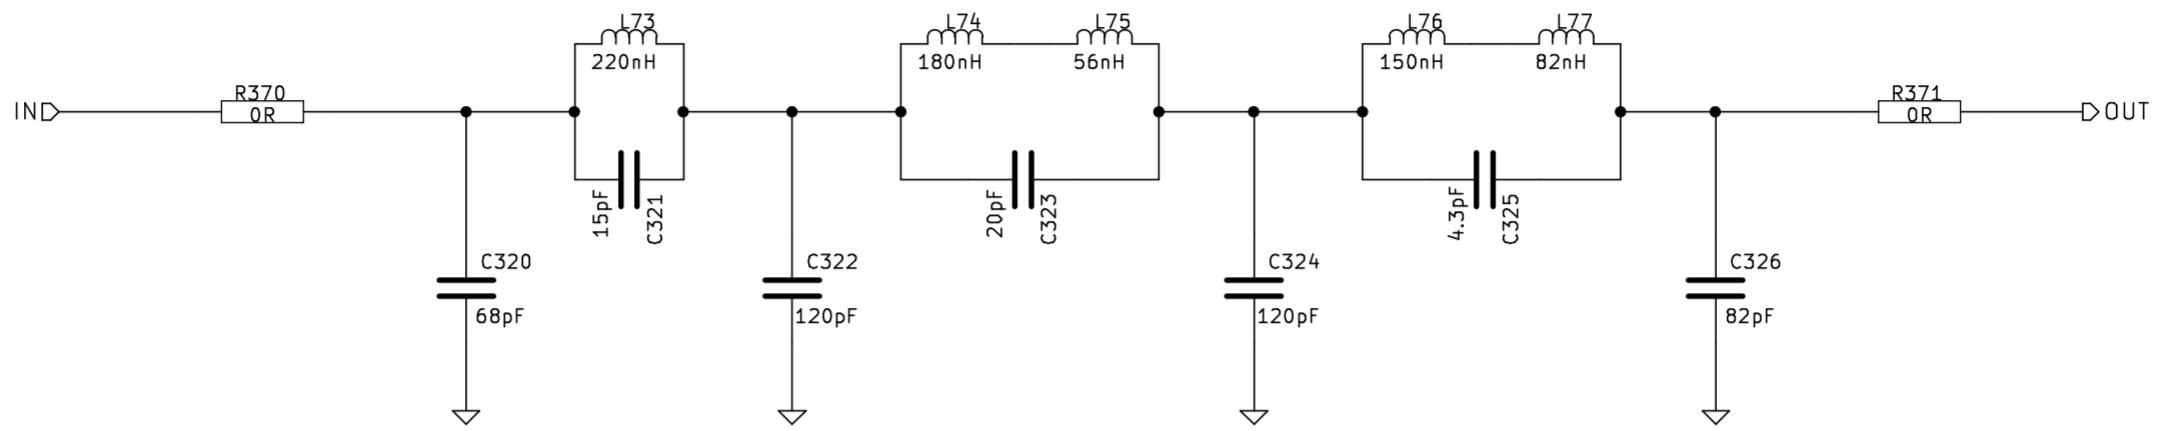 L73
220nH
L74
180nH
L75
56nH
L76
150nH
L77
82nH
IN
R370
0R
R371
0R
OUT
15pF
C321
20pF
C323
4.3pF
C325
C320
68pF
C322
120pF
C324
120pF
C326
82pF